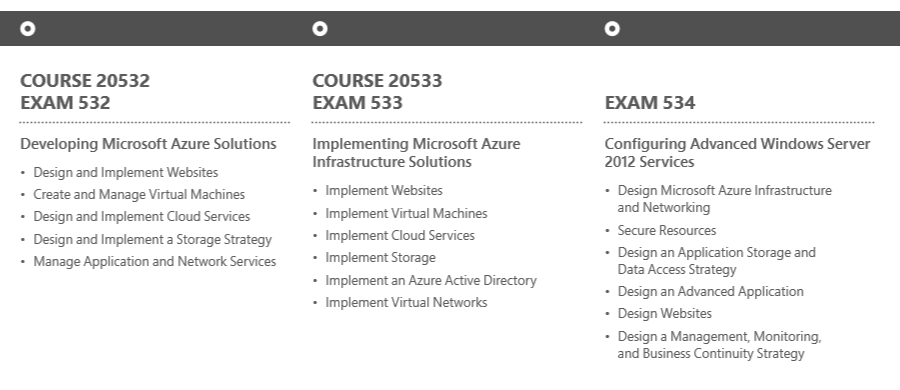 COURSE 20532
EXAM 532
Developing Microsoft Azure Solutions
• Design and Implement Websites
• Create and Manage Virtual Machines
• Design and Implement Cloud Services
• Design and Implement a Storage Strategy
• Manage Application and Network Services
COURSE 20533
EXAM 533
Implementing Microsoft Azure
Infrastructure Solutions
• Implement Websites
• Implement Virtual Machines
• Implement Cloud Services
• Implement Storage
• Implement an Azure Active Directory
• Implement Virtual Networks
EXAM 534
Configuring Advanced Windows Server
2012 Services
• Design Microsoft Azure Infrastructure
and Networking
• Secure Resources
• Design an Application Storage and
Data Access Strategy
• Design an Advanced Application
• Design Websites
• Design a Management, Monitoring,
and Business Continuity Strategy